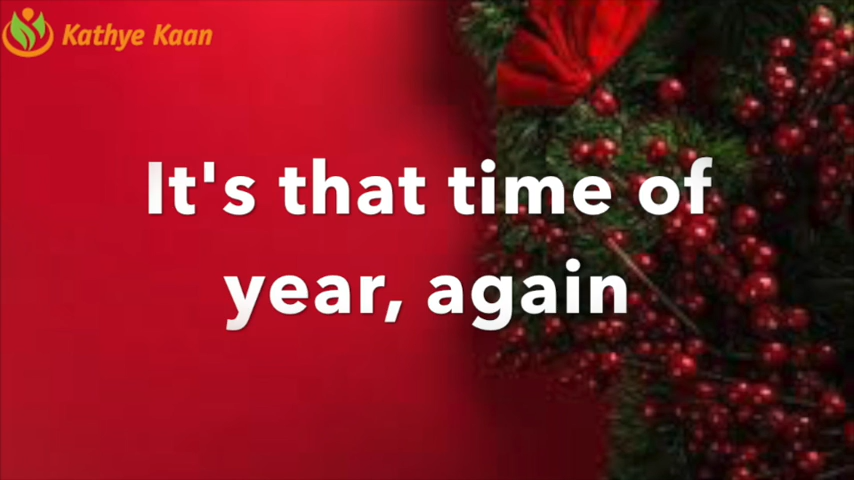 Kathye Kaan
It's that time of
year, again